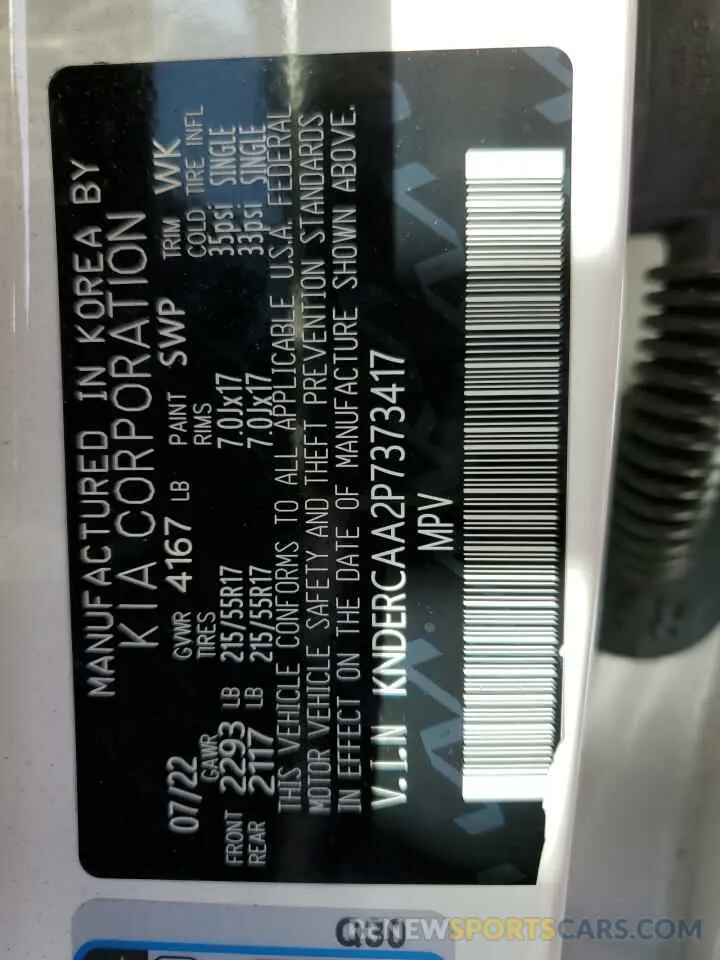 MANUFACTURED IN KOREA BY
KIA CORPORATION
07/22 GVWR 4167 LB PAINT SWP TRIM WK
GAWR TIRES RIMS COLD TIRE INFL
FRONT 2293 LB 215/55R17 7.0Jx17 35psi SINGLE
REAR 2117 LB 215/55R17 7.0Jx17 33psi SINGLE
THIS VEHICLE CONFORMS TO ALL APPLICABLE U.S.A. FEDERAL
MOTOR VEHICLE SAFETY AND THEFT PREVENTION STANDARDS
IN EFFECT ON THE DATE OF MANUFACTURE SHOWN ABOVE.
V.I.N KNDERCAA2P7373417
MPV
Q30
RENEWSPORTSCARS.COM